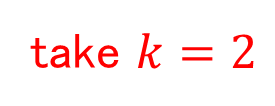 take k = 2